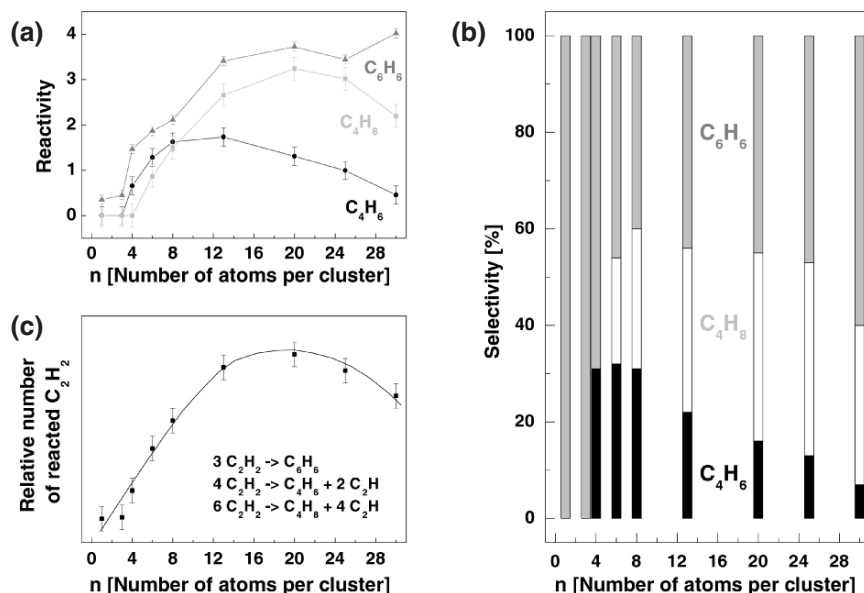 (a)
4
3
2
1
0
Reactivity
C₆H₆
C₄H₈
C₄H₆
0 4 8 12 16 20 24 28
n [Number of atoms per cluster]
(c)
Relative number
of reacted C₂H₂
3 C₂H₂ -> C₆H₆
4 C₂H₂ -> C₄H₆ + 2 C₂H
6 C₂H₂ -> C₄H₈ + 4 C₂H
0 4 8 12 16 20 24 28
n [Number of atoms per cluster]
(b)
100
80
60
40
20
0
Selectivity [%]
C₆H₆
C₄H₈
C₄H₆
0 4 8 12 16 20 24 28
n [Number of atoms per cluster]